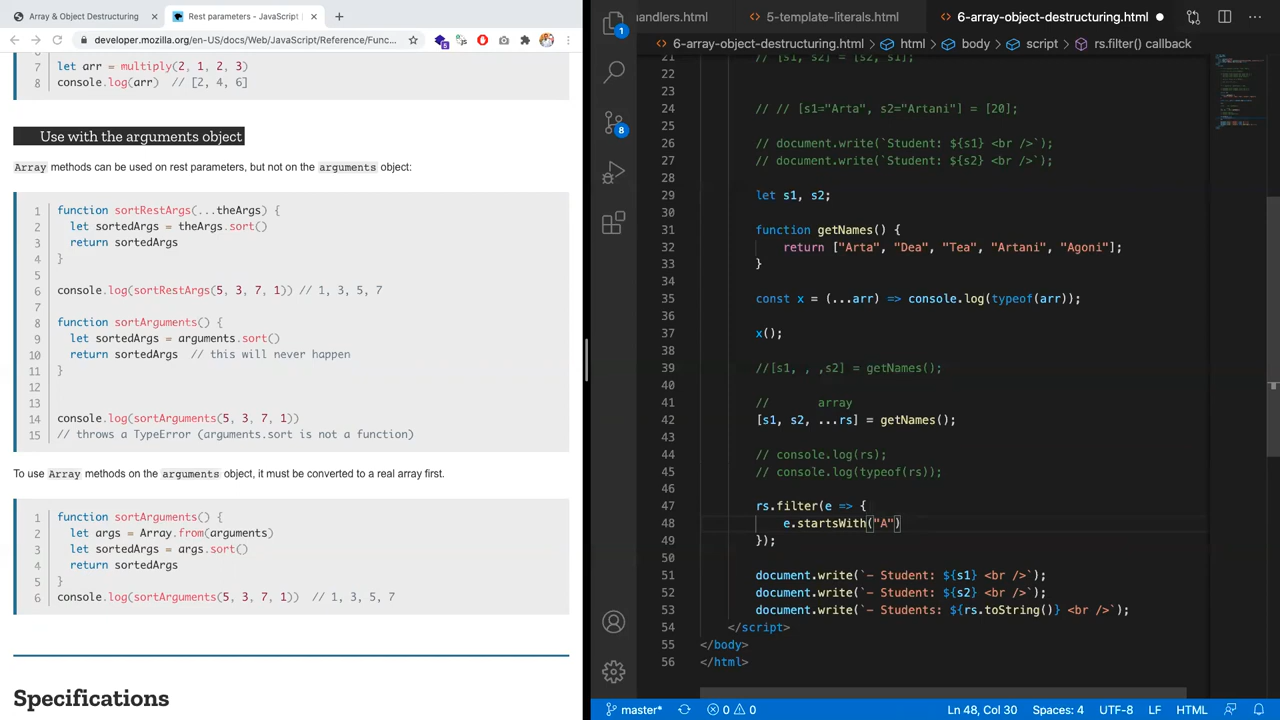 Array & Object Destructuring
Rest parameters - JavaScript |
developer.mozilla.org/en-US/docs/Web/JavaScript/Reference/Func...
7 let arr = multiply(2, 1, 2, 3)
8 console.log(arr) // [2, 4, 6]
Use with the arguments object
Array methods can be used on rest parameters, but not on the arguments object:
1 function sortRestArgs(...theArgs) {
2 let sortedArgs = theArgs.sort()
3 return sortedArgs
4 }
5
6 console.log(sortRestArgs(5, 3, 7, 1)) // 1, 3, 5, 7
7
8 function sortArguments() {
9 let sortedArgs = arguments.sort()
10 return sortedArgs // this will never happen
11 }
12
13
14 console.log(sortArguments(5, 3, 7, 1))
15 // throws a TypeError (arguments.sort is not a function)
To use Array methods on the arguments object, it must be converted to a real array first.
1 function sortArguments() {
2 let args = Array.from(arguments)
3 let sortedArgs = args.sort()
4 return sortedArgs
5 }
6 console.log(sortArguments(5, 3, 7, 1)) // 1, 3, 5, 7
Specifications
1
8
andlers.html
5-template-literals.html
6-array-object-destructuring.html
6-array-object-destructuring.html > html > body > script > rs.filter() callback
21 // [s1, s2] = [s2, s1];
22
23
24 // // [s1="Arta", s2="Artani"] = [20];
25
26 // document.write(`Student: ${s1} <br />`);
27 // document.write(`Student: ${s2} <br />`);
28
29 let s1, s2;
30
31 function getNames() {
32 return ["Arta", "Dea", "Tea", "Artani", "Agoni"];
33 }
34
35 const x = (...arr) => console.log(typeof(arr));
36
37 x();
38
39 //[s1, , ,s2] = getNames();
40
41 // array
42 [s1, s2, ...rs] = getNames();
43
44 // console.log(rs);
45 // console.log(typeof(rs));
46
47 rs.filter(e => {
48 e.startsWith("A")
49 });
50
51 document.write(`- Student: ${s1} <br />`);
52 document.write(`- Student: ${s2} <br />`);
53 document.write(`- Students: ${rs.toString()} <br />`);
54 </script>
55 </body>
56 </html>
master* 0 0 Ln 48, Col 30 Spaces: 4 UTF-8 LF HTML